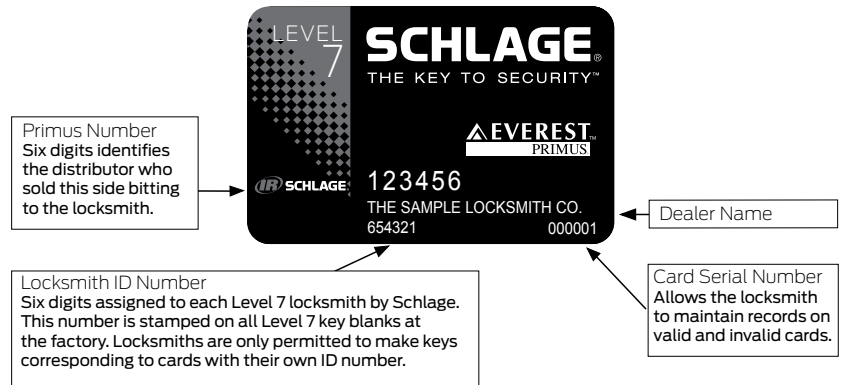 LEVEL
7
SCHLAGE®
THE KEY TO SECURITY™
EVEREST™
PRIMUS
IR SCHLAGE
123456
THE SAMPLE LOCKSMITH CO.
654321 000001
Primus Number
Six digits identifies
the distributor who
sold this side bitting
to the locksmith.
Dealer Name
Locksmith ID Number
Six digits assigned to each Level 7 locksmith by Schlage.
This number is stamped on all Level 7 key blanks at
the factory. Locksmiths are only permitted to make keys
corresponding to cards with their own ID number.
Card Serial Number
Allows the locksmith
to maintain records on
valid and invalid cards.